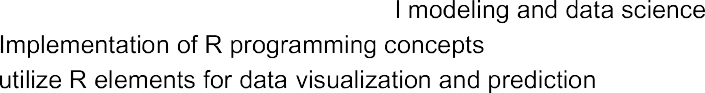 modeling and data science
Implementation of R programming concepts
utilize R elements for data visualization and prediction